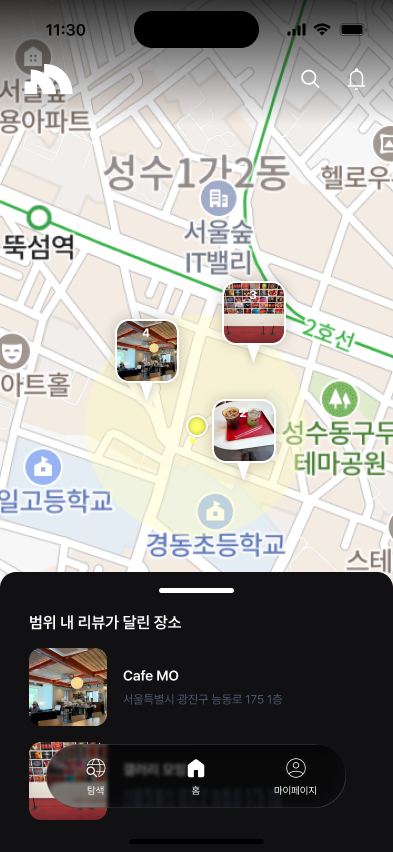 11:30
서울숲
용아파트
성수1가2동
헬로우
뚝섬역
서울숲
IT밸리
3
2호선
4
아트홀
2
성수동구두
테마공원
일고등학교
경동초등학교
스테
범위 내 리뷰가 달린 장소
Cafe MO
서울특별시 광진구 능동로 175 1층
탐색
홈
마이페이지